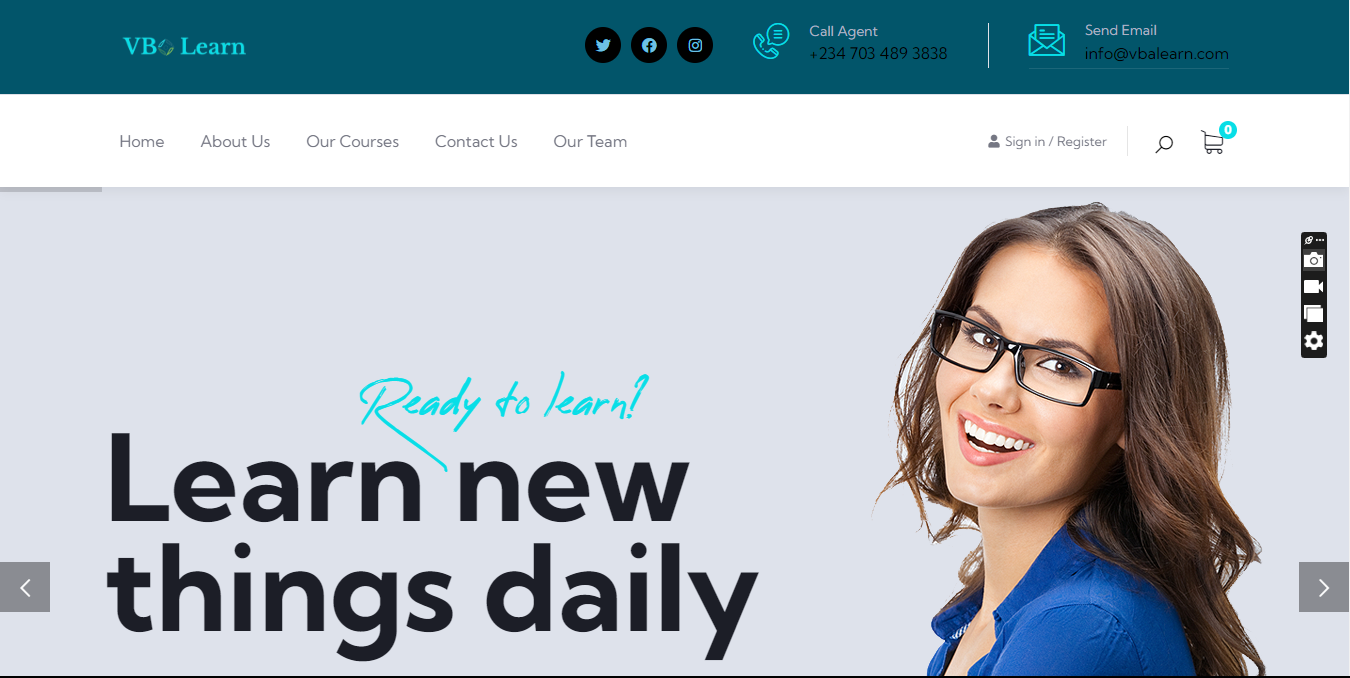 VBa Learn
Call Agent
+234 703 489 3838
Send Email
info@vbalearn.com
Home
About Us
Our Courses
Contact Us
Our Team
Sign in / Register
0
Ready to learn?
Learn new
things daily